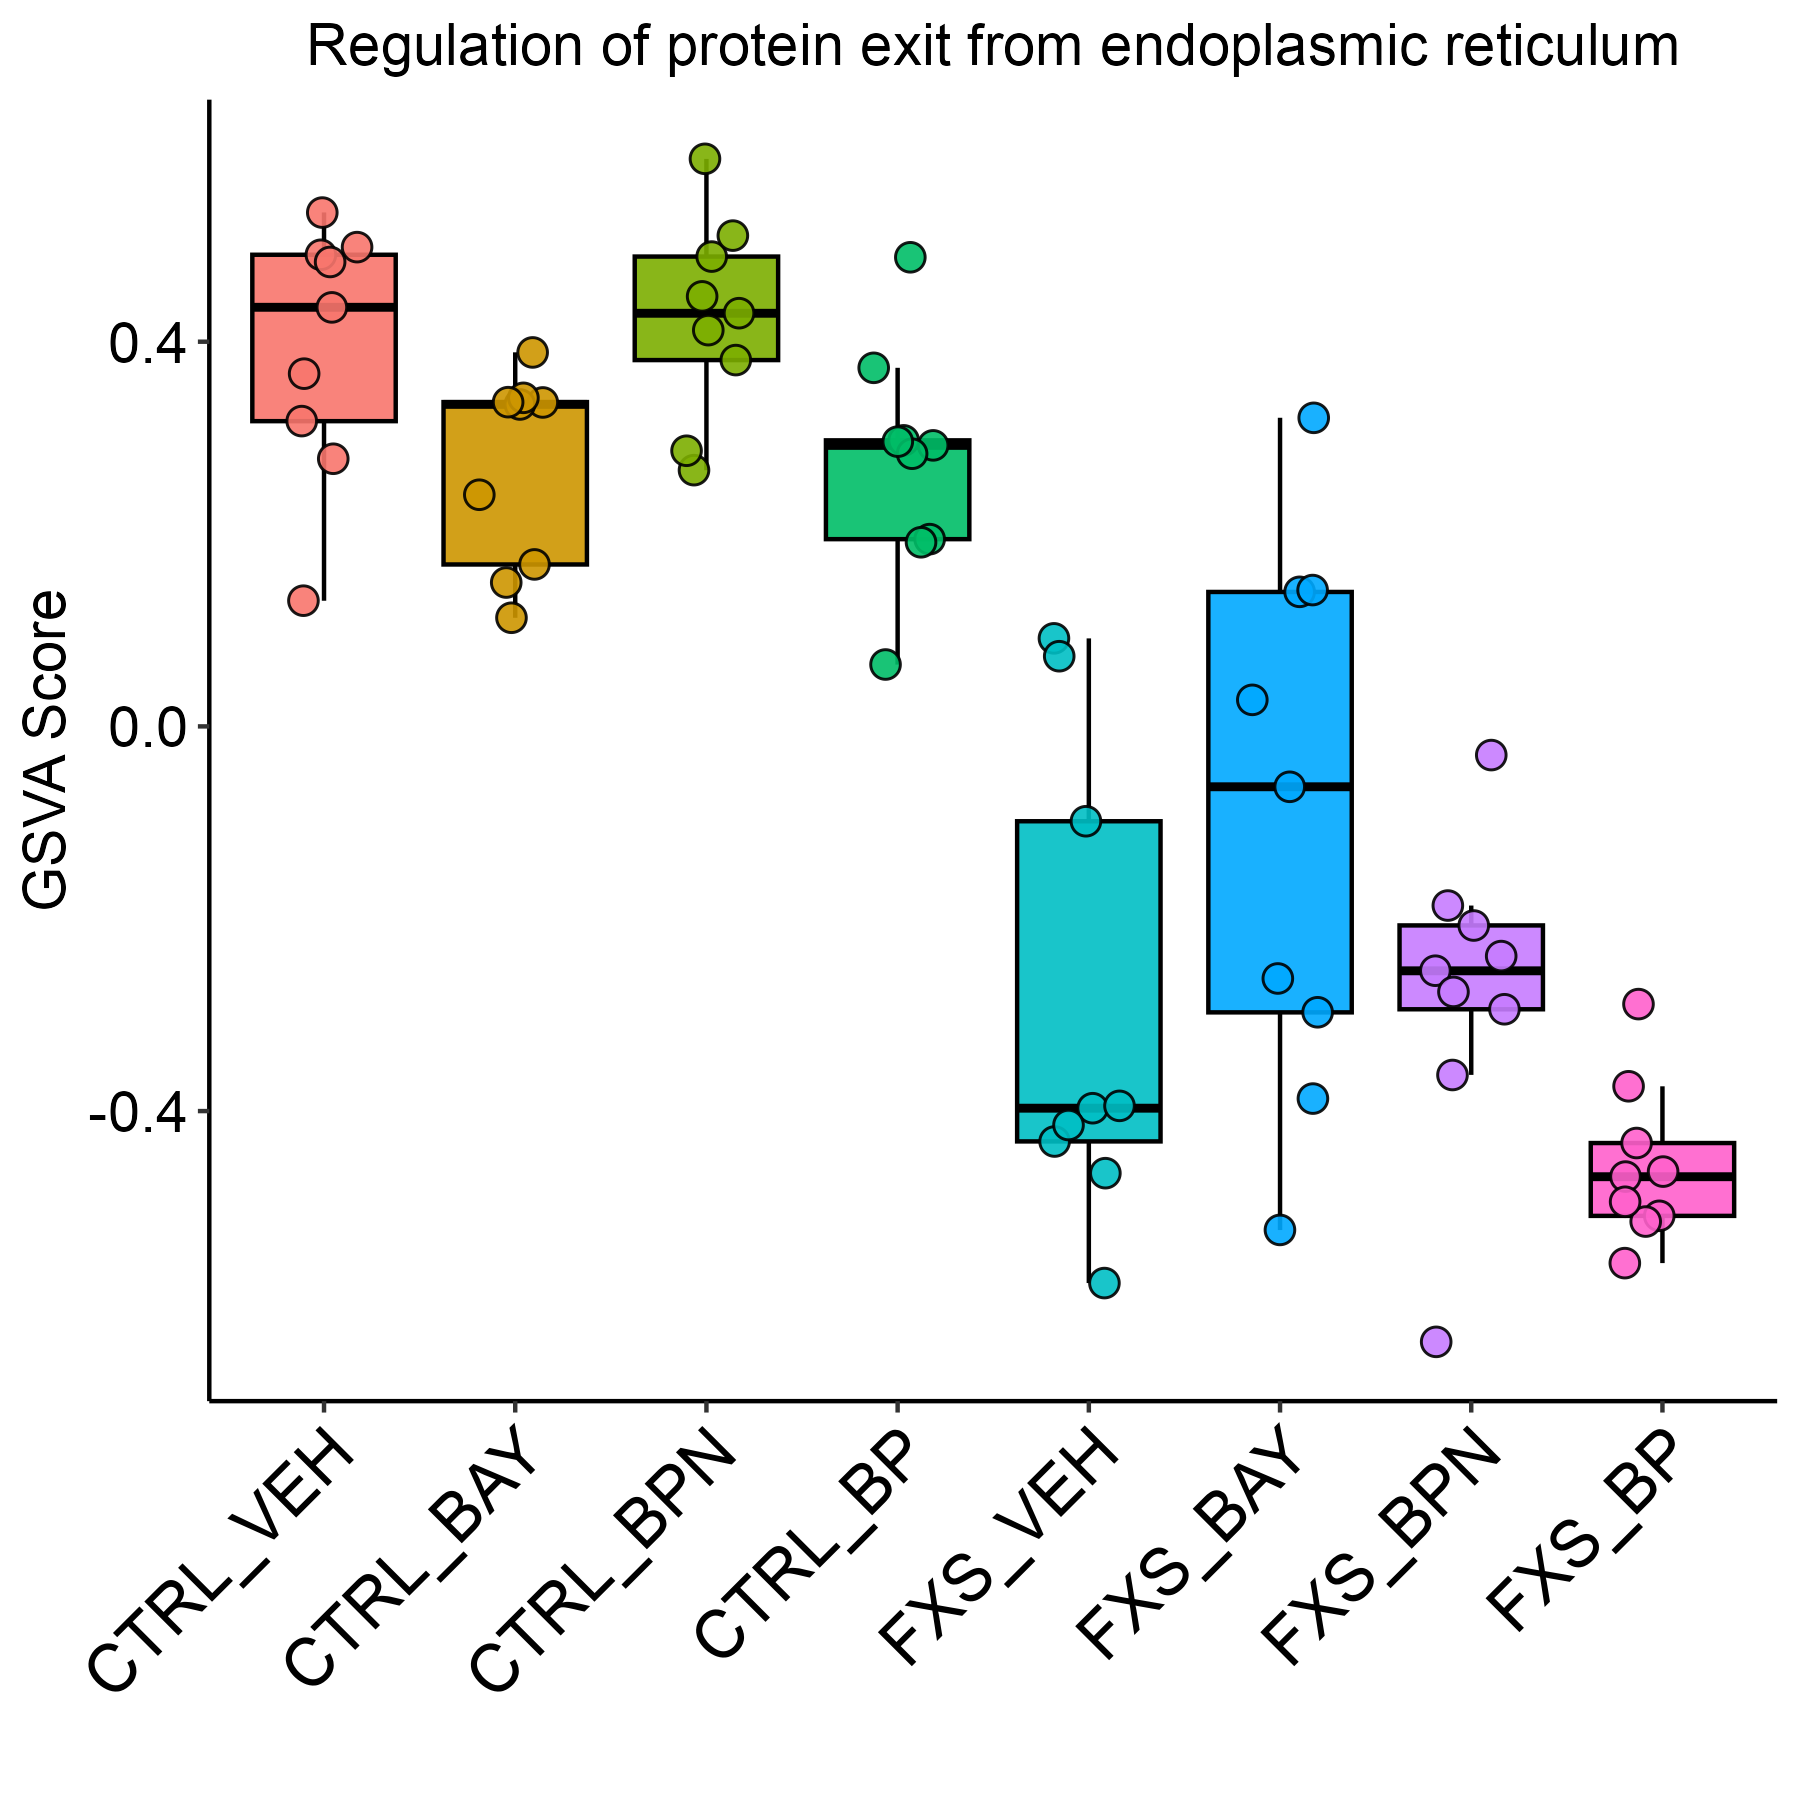 Regulation of protein exit from endoplasmic reticulum
GSVA Score
0.4
0.0
-0.4
CTRL_VEH
CTRL_BAY
CTRL_BPN
CTRL_BP
FXS_VEH
FXS_BAY
FXS_BPN
FXS_BP